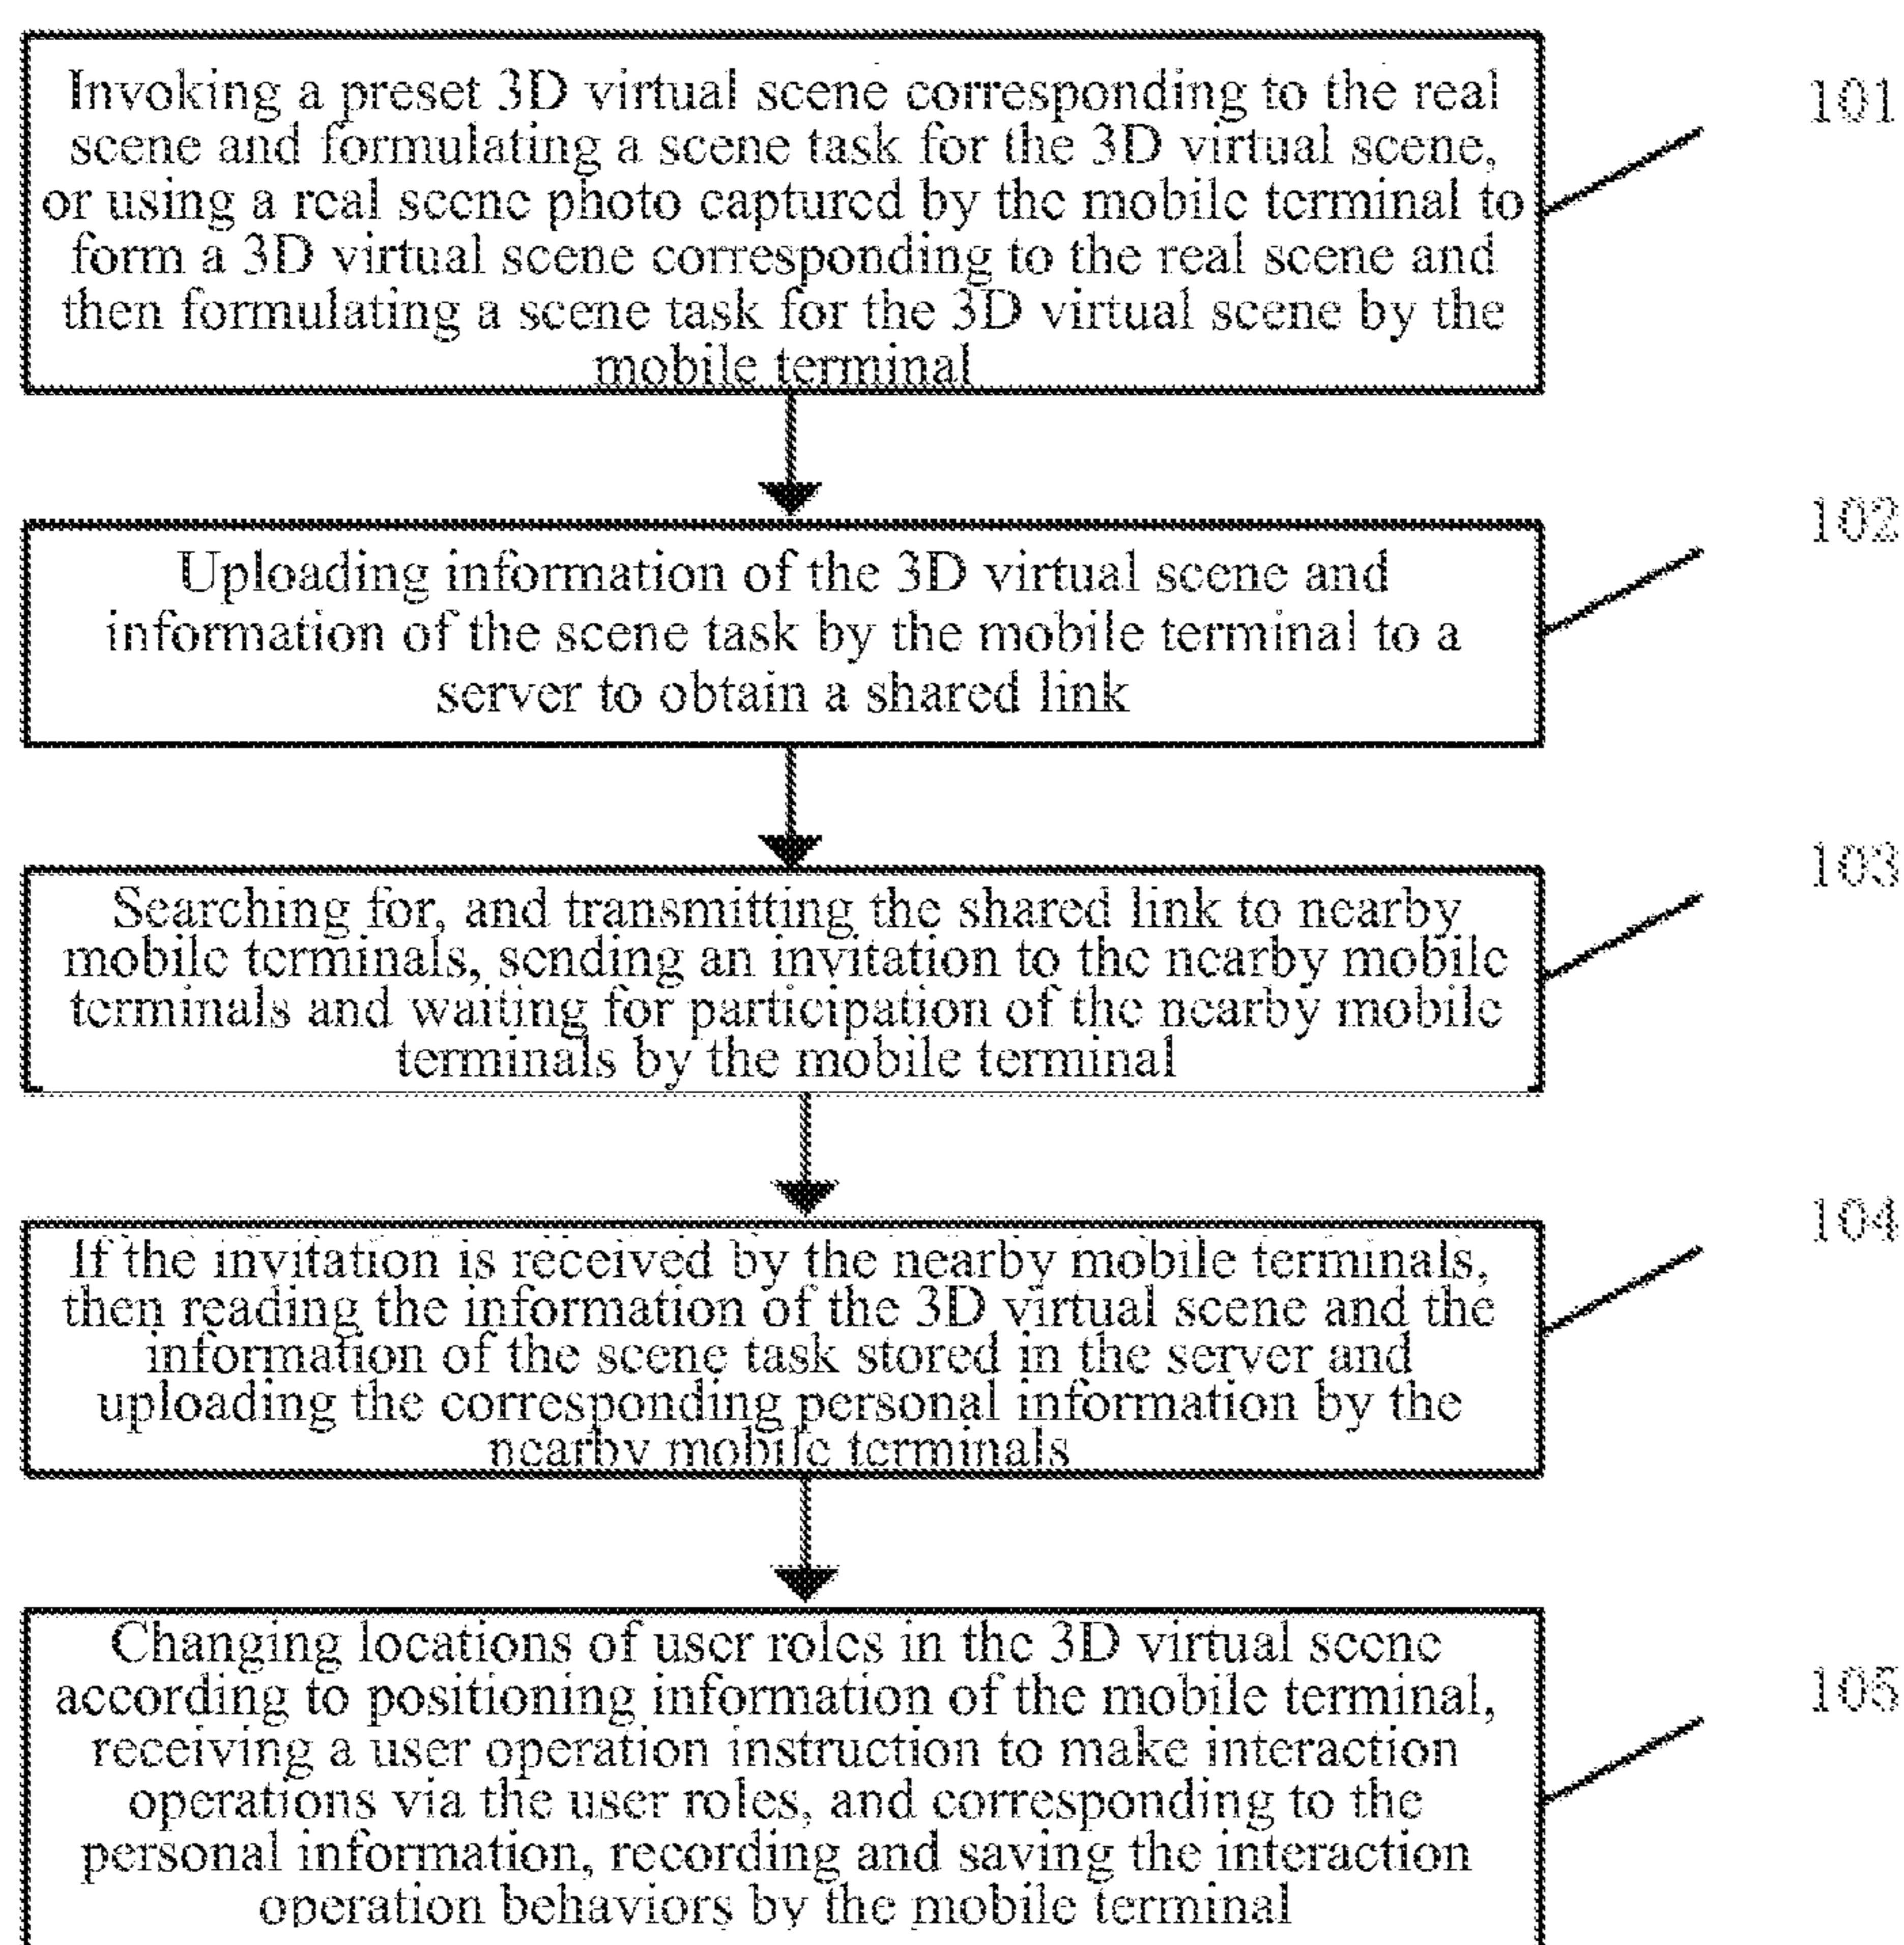 Invoking a preset 3D virtual scene corresponding to the real
scene and formulating a scene task for the 3D virtual scene,
or using a real scene photo captured by the mobile terminal to
form a 3D virtual scene corresponding to the real scene and
then formulating a scene task for the 3D virtual scene by the
mobile terminal
101
Uploading information of the 3D virtual scene and
information of the scene task by the mobile terminal to a
server to obtain a shared link
102
Searching for, and transmitting the shared link to nearby
mobile terminals, sending an invitation to the nearby mobile
terminals and waiting for participation of the nearby mobile
terminals by the mobile terminal
103
If the invitation is received by the nearby mobile terminals,
then reading the information of the 3D virtual scene and the
information of the scene task stored in the server and
uploading the corresponding personal information by the
nearby mobile terminals
104
Changing locations of user roles in the 3D virtual scene
according to positioning information of the mobile terminal,
receiving a user operation instruction to make interaction
operations via the user roles, and corresponding to the
personal information, recording and saving the interaction
operation behaviors by the mobile terminal
105